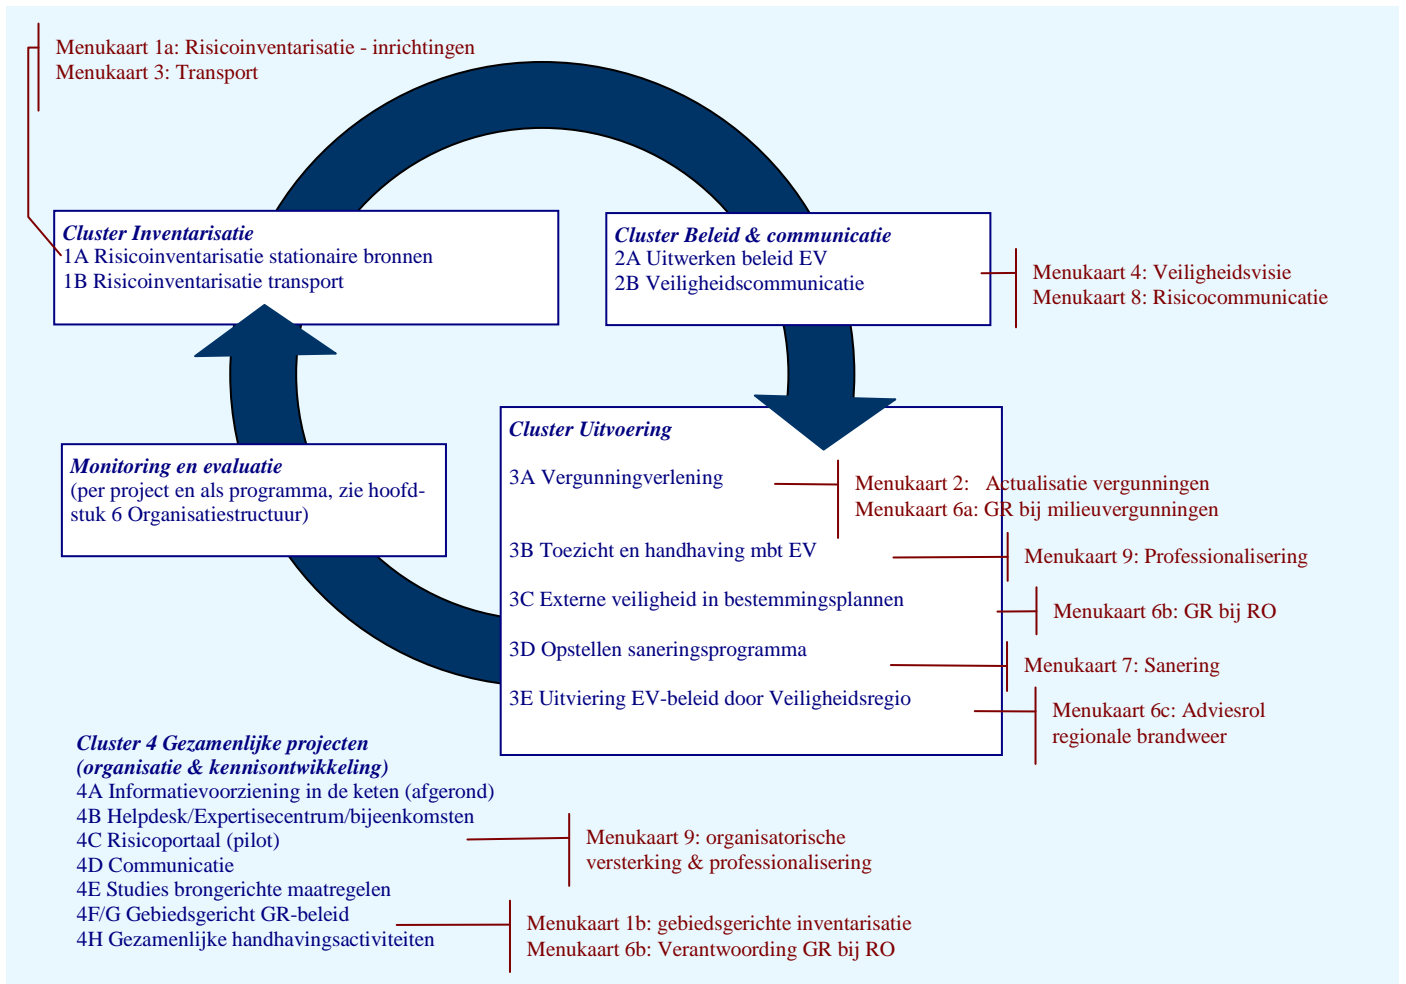 Menukaart 1a: Risicoinventarisatie - inrichtingen
Menukaart 3: Transport
Cluster Inventarisatie
1A Risicoinventarisatie stationaire bronnen
1B Risicoinventarisatie transport
Cluster Beleid & communicatie
2A Uitwerken beleid EV
2B Veiligheidscommunicatie
Menukaart 4: Veiligheidsvisie
Menukaart 8: Risicocommunicatie
Monitoring en evaluatie
(per project en als programma, zie hoofd-
stuk 6 Organisatiestructuur)
Cluster Uitvoering
3A Vergunningverlening
Menukaart 2: Actualisatie vergunningen
Menukaart 6a: GR bij milieuvergunningen
3B Toezicht en handhaving mbt EV
Menukaart 9: Professionalisering
3C Externe veiligheid in bestemmingsplannen
Menukaart 6b: GR bij RO
3D Opstellen saneringsprogramma
Menukaart 7: Sanering
3E Uitviering EV-beleid door Veiligheidsregio
Menukaart 6c: Adviesrol
regionale brandweer
Cluster 4 Gezamenlijke projecten
(organisatie & kennisontwikkeling)
4A Informatievoorziening in de keten (afgerond)
4B Helpdesk/Expertisecentrum/bijeenkomsten
4C Risicoportaal (pilot)
4D Communicatie
4E Studies brongerichte maatregelen
4F/G Gebiedsgericht GR-beleid
4H Gezamenlijke handhavingsactiviteiten
Menukaart 9: organisatorische
versterking & professionalisering
Menukaart 1b: gebiedsgerichte inventarisatie
Menukaart 6b: Verantwoording GR bij RO